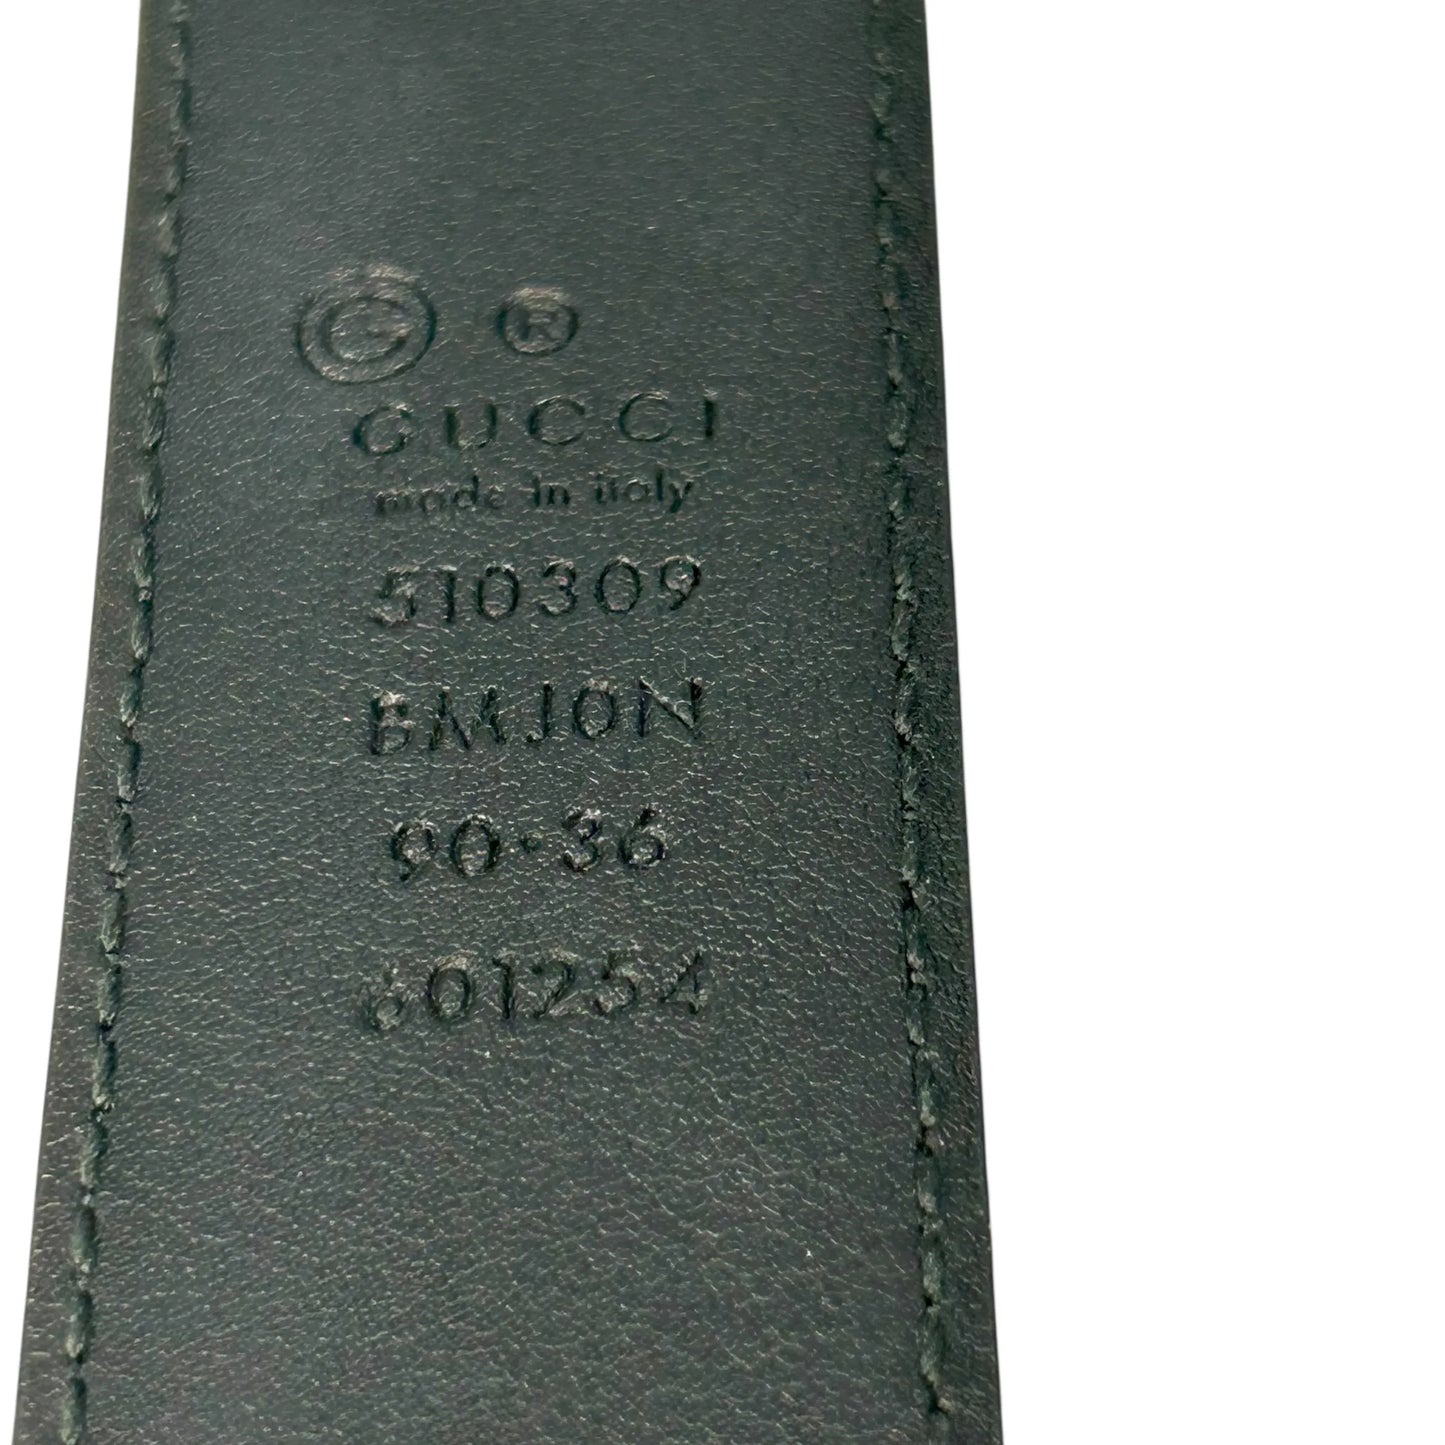 G ®
GUCCI
made in italy
510309
BMJ0N
90·36
601254